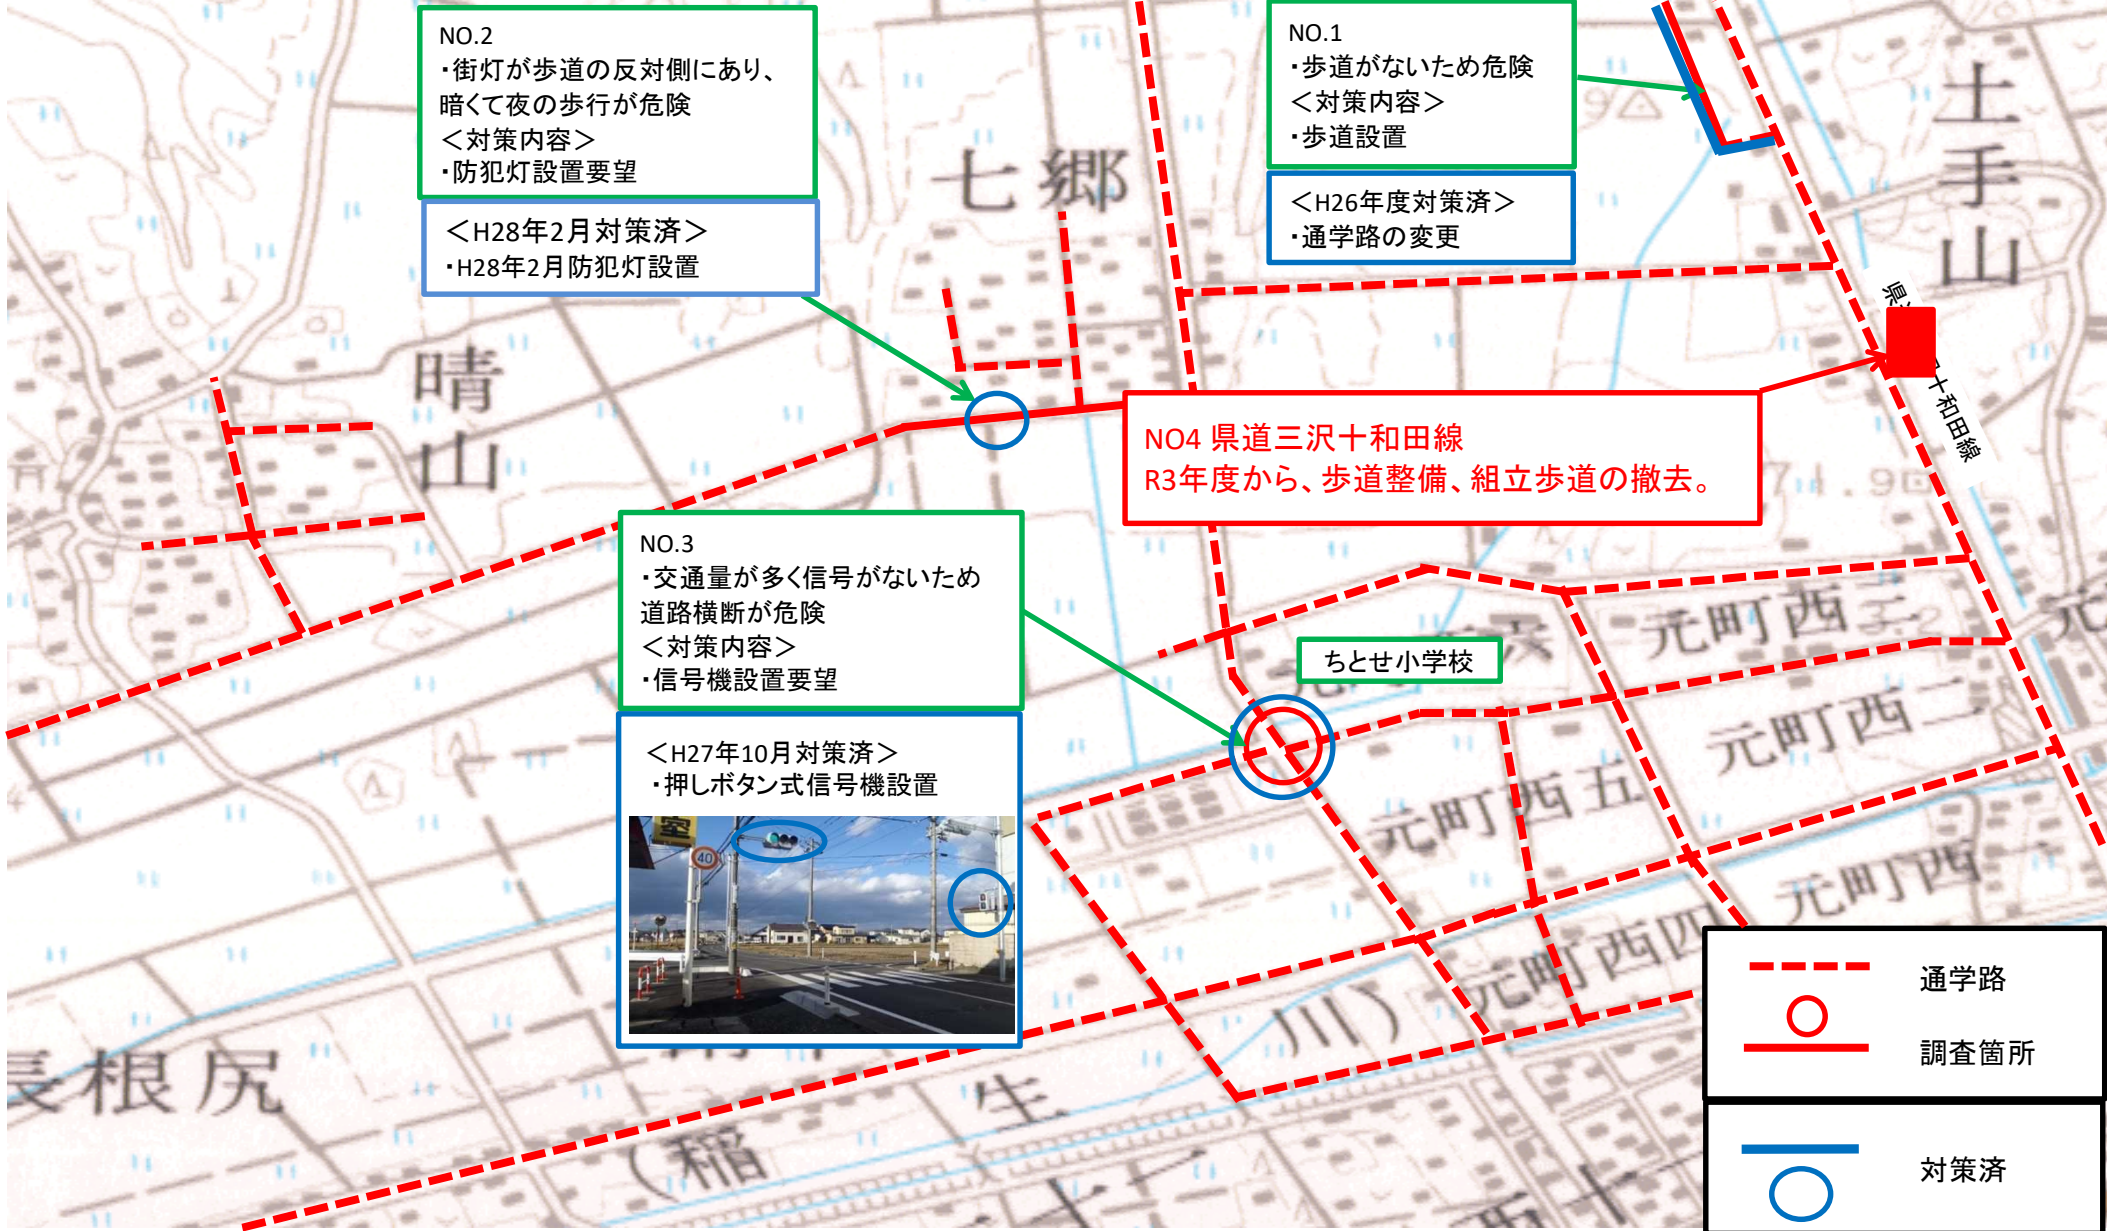 NO.2
・街灯が歩道の反対側にあり、
暗くて夜の歩行が危険
＜対策内容＞
・防犯灯設置要望
＜H28年2月対策済＞
・H28年2月防犯灯設置
NO.1
・歩道がないため危険
＜対策内容＞
・歩道設置
＜H26年度対策済＞
・通学路の変更
七郷
土手山
晴山
十和田線
NO4 県道三沢十和田線
R3年度から、歩道整備、組立歩道の撤去。
71.9
NO.3
・交通量が多く信号がないため
道路横断が危険
＜対策内容＞
・信号機設置要望
＜H27年10月対策済＞
・押しボタン式信号機設置
室
40
ちとせ小学校
元町西三
元町西二
元町西五
元町西一
元町西四
長根尻
（稲生川）
通学路
調査箇所
対策済